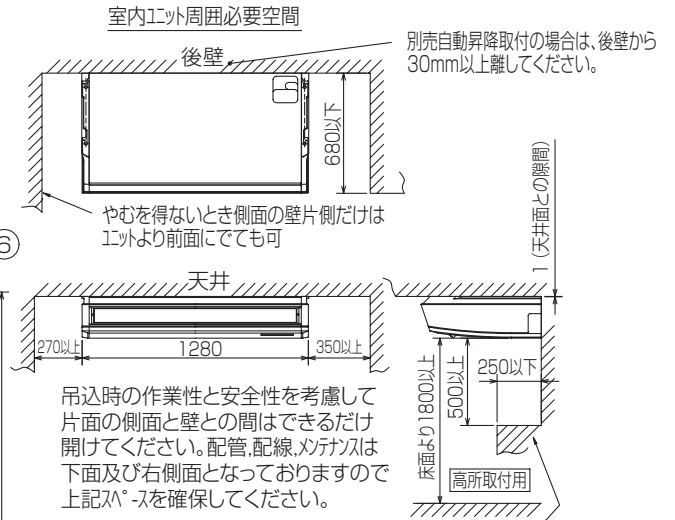 室内ユニット周囲必要空間
後壁
別売自動昇降取付の場合は、後壁から
30mm以上離してください。
680以下
やむを得ないとき側面の壁片側だけは
ユニットより前面にでても可
1（天井面との隙間）
6
天井
270以上
1280
350以上
床面より1800以上
500以上
250以下
高所取付用
吊込時の作業性と安全性を考慮して
片面の側面と壁との間はできるだけ
開けてください。配管,配線,メンテナンスは
下面及び右側面となっておりますので
上記スペースを確保してください。